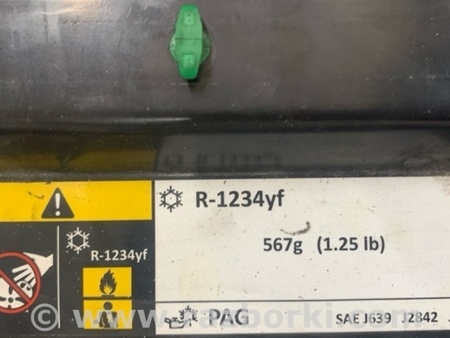 R-1234yf
567g (1.25 lb)
R-1234yf
PAG
SAE J639 J2842